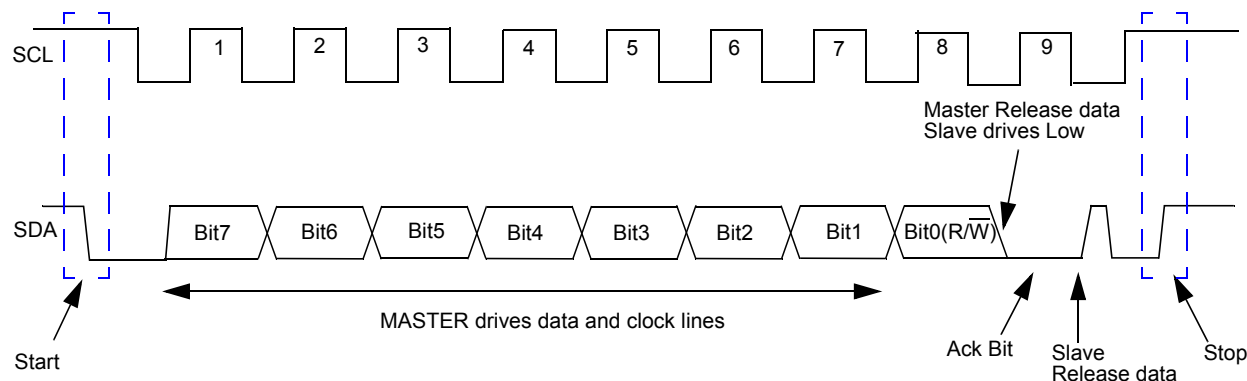 SCL
1 2 3 4 5 6 7 8 9
Master Release data
Slave drives Low
SDA
Bit7 Bit6 Bit5 Bit4 Bit3 Bit2 Bit1 Bit0(R/W̅)
MASTER drives data and clock lines
Start
Ack Bit
Slave
Release data
Stop